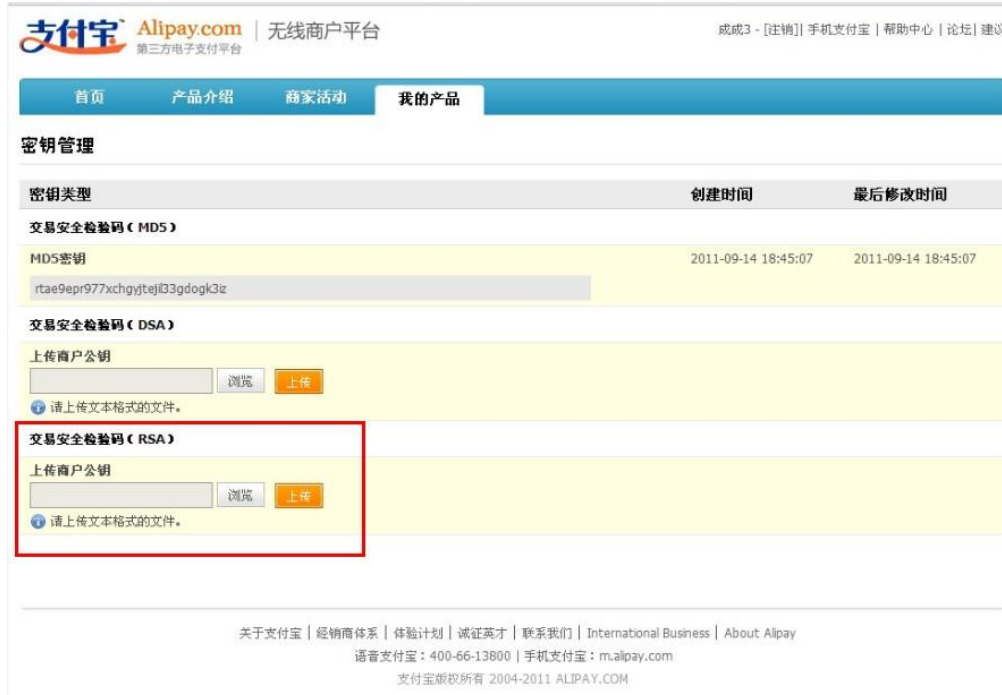 支付宝 Alipay.com 无线商户平台
第三方电子支付平台
成成3 - [注销]| 手机支付宝 | 帮助中心 | 论坛| 建议
首页 产品介绍 商家活动 我的产品
密钥管理
密钥类型 创建时间 最后修改时间
交易安全检验码(MD5)
MD5密钥 2011-09-14 18:45:07 2011-09-14 18:45:07
rtae9epr977xchgyjtejil33gdogk3iz
交易安全检验码(DSA)
上传商户公钥
浏览 上传
请上传文本格式的文件。
交易安全检验码(RSA)
上传商户公钥
浏览 上传
请上传文本格式的文件。
关于支付宝 | 经销商体系 | 体验计划 | 诚征英才 | 联系我们 | International Business | About Alipay
语音支付宝：400-66-13800 | 手机支付宝：m.alipay.com
支付宝版权所有 2004-2011 ALIPAY.COM